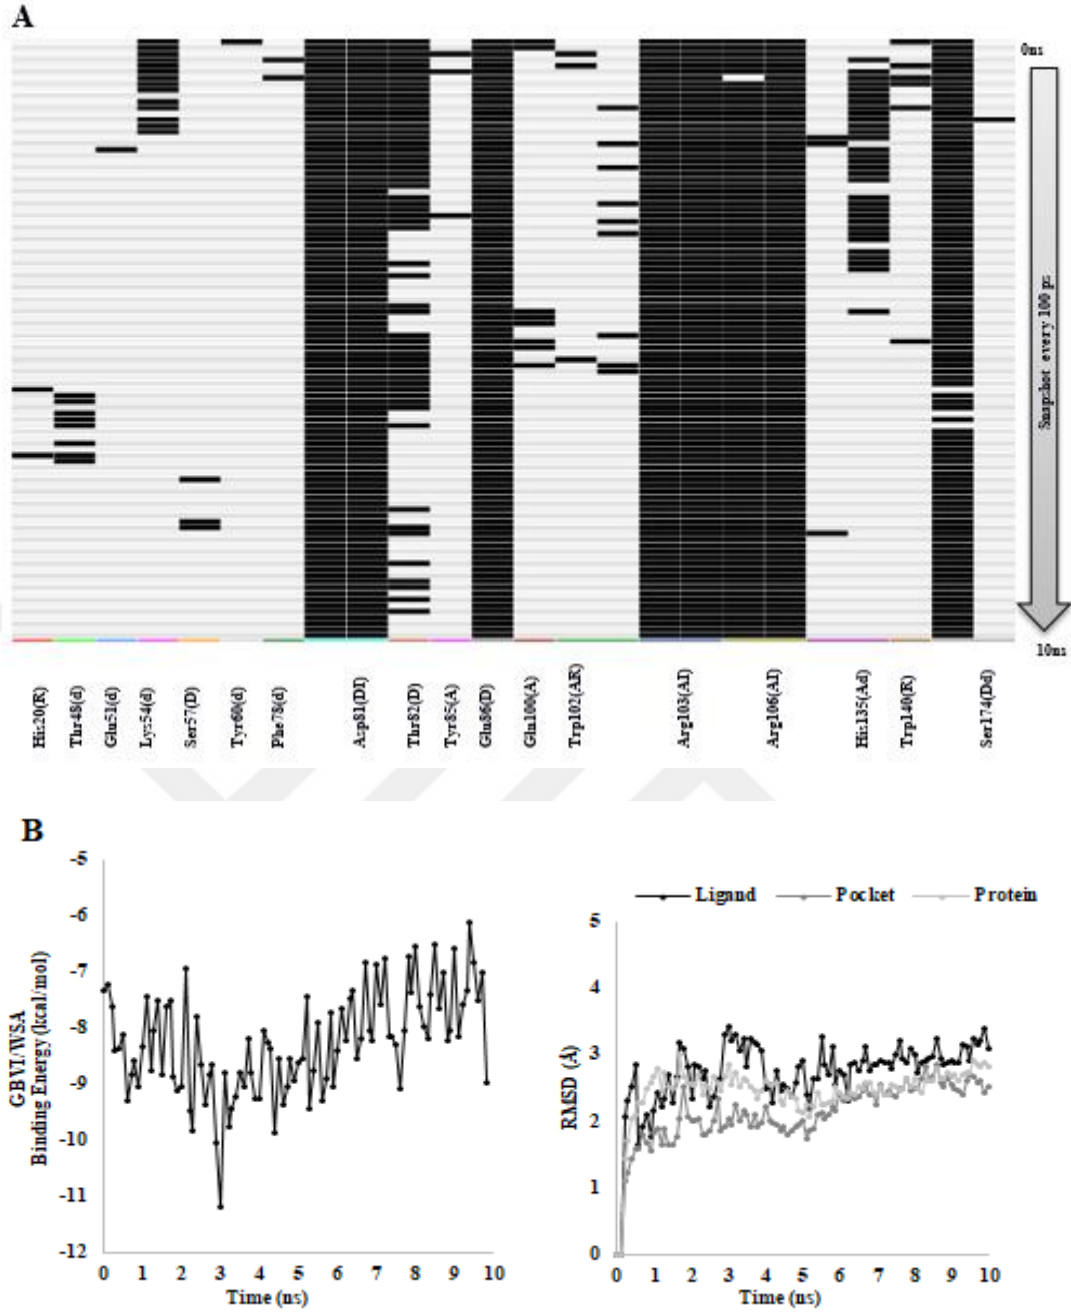 A
0ns
Snapshot every 100 ps
10ns
His20(R)
Thr48(d)
Glu51(d)
Lys54(d)
Ser57(D)
Tyr60(d)
Phe78(d)
Asp81(DI)
Thr82(D)
Tyr85(A)
Glu86(D)
Gln100(A)
Trp102(AR)
Arg103(AI)
Arg106(AI)
His135(Ad)
Trp140(R)
Ser174(Dd)
B
GBVI/WSA
Binding Energy (kcal/mol)
-5
-6
-7
-8
-9
-10
-11
-12
0 1 2 3 4 5 6 7 8 9 10
Time (ns)
Ligand Pocket Protein
RMSD (Å)
5
4
3
2
1
0
0 1 2 3 4 5 6 7 8 9 10
Time (ns)